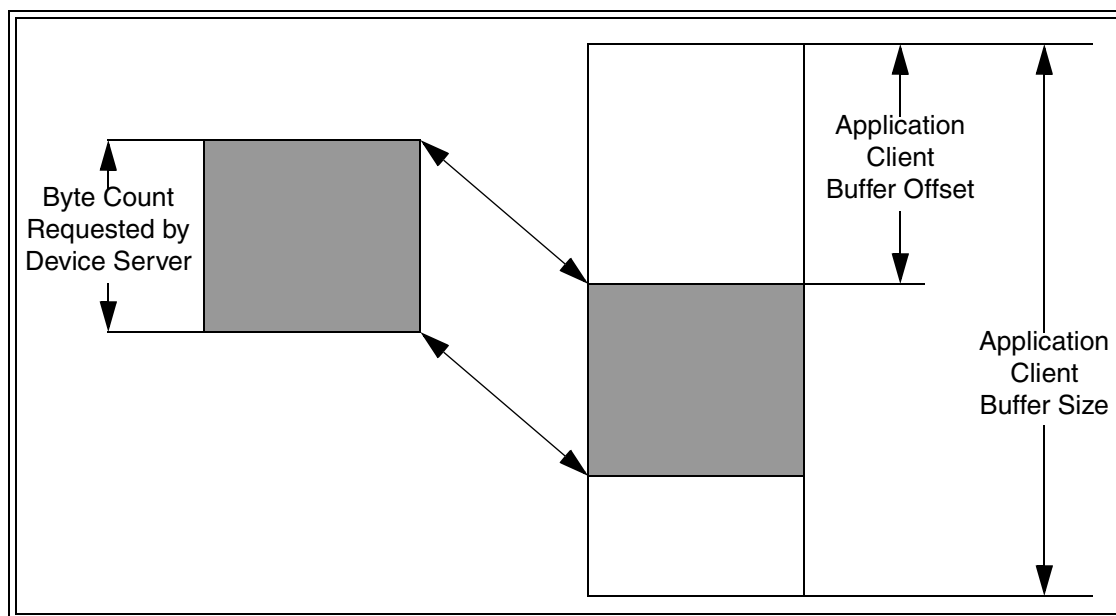 Byte Count
Requested by
Device Server
Application
Client
Buffer Offset
Application
Client
Buffer Size